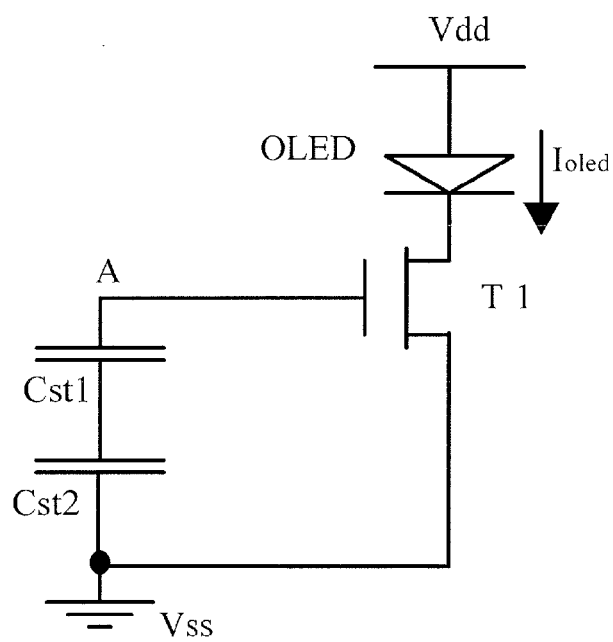 Vdd
OLED
Ioled
A
T 1
Cst1
Cst2
Vss